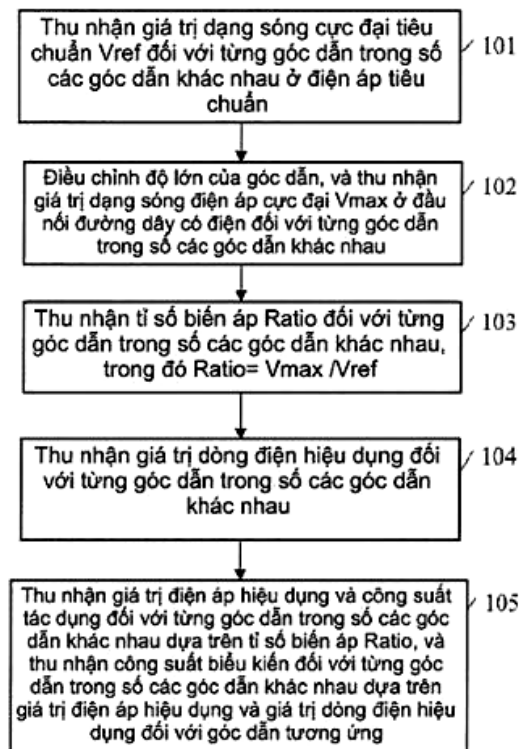 Thu nhận giá trị dạng sóng cực đại tiêu
chuẩn Vref đối với từng góc dẫn trong số
các góc dẫn khác nhau ở điện áp tiêu
chuẩn
101
Điều chỉnh độ lớn của góc dẫn, và thu nhận
giá trị dạng sóng điện áp cực đại Vmax ở đầu
nối đường dây có điện đối với từng góc dẫn
trong số các góc dẫn khác nhau
102
Thu nhận tỉ số biến áp Ratio đối với từng
góc dẫn trong số các góc dẫn khác nhau,
trong đó Ratio= Vmax /Vref
103
Thu nhận giá trị dòng điện hiệu dụng đối
với từng góc dẫn trong số các góc dẫn
khác nhau
104
Thu nhận giá trị điện áp hiệu dụng và công suất
tác dụng đối với từng góc dẫn trong số các góc
dẫn khác nhau dựa trên tỉ số biến áp Ratio, và
thu nhận công suất biểu kiến đối với từng góc
dẫn trong số các góc dẫn khác nhau dựa trên
giá trị điện áp hiệu dụng và giá trị dòng điện hiệu
dụng đối với góc dẫn tương ứng
105